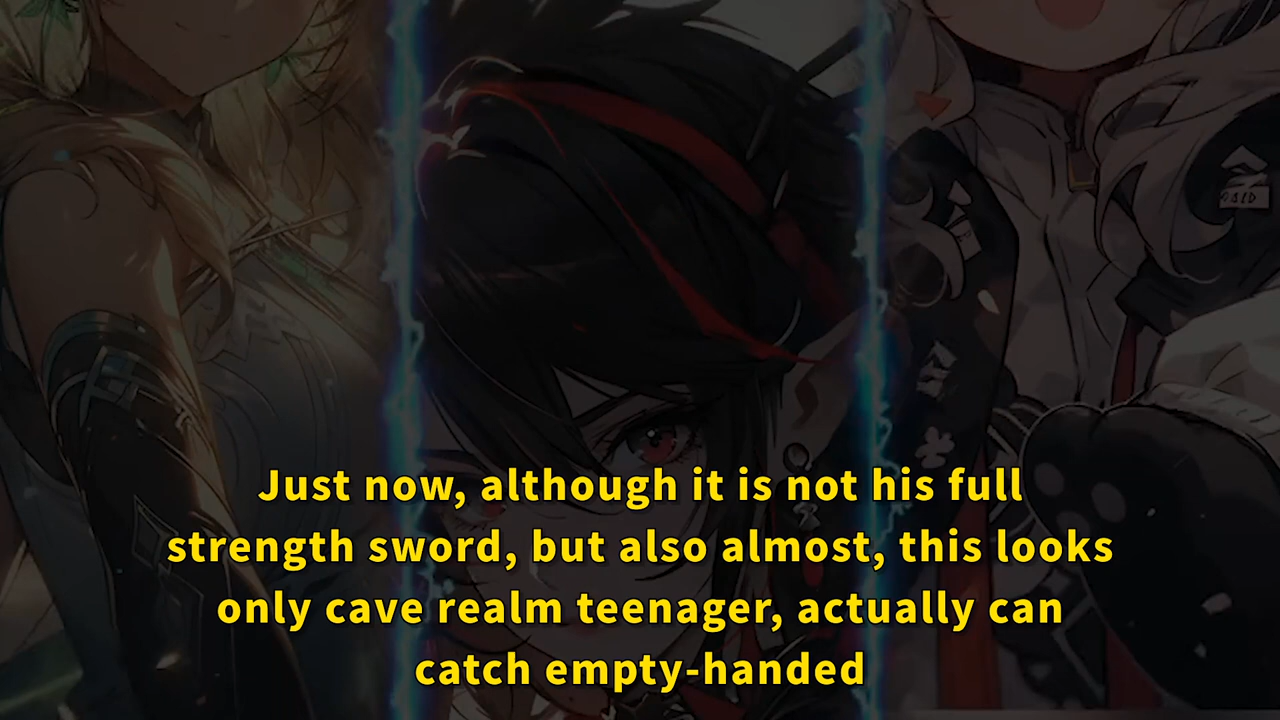 Just now, although it is not his full
strength sword, but also almost, this looks
only cave realm teenager, actually can
catch empty-handed